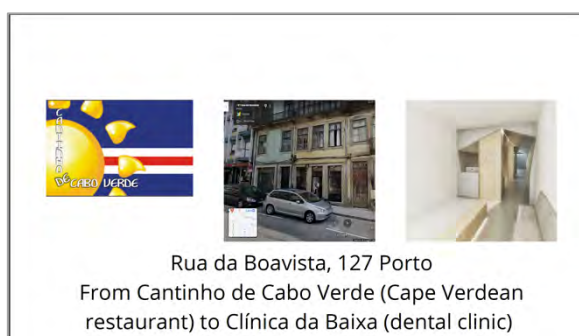 CANTINHO
DE CABO VERDE
Rua da Boavista, 127 Porto
From Cantinho de Cabo Verde (Cape Verdean
restaurant) to Clínica da Baixa (dental clinic)